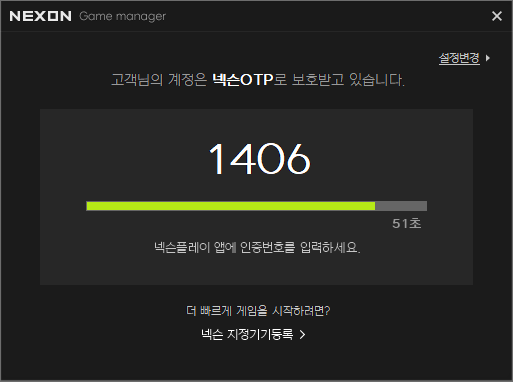 NEXON Game manager
설정변경
고객님의 계정은 넥슨OTP로 보호받고 있습니다.
1406
51초
넥슨플레이 앱에 인증번호를 입력하세요.
더 빠르게 게임을 시작하려면?
넥슨 지정기기등록